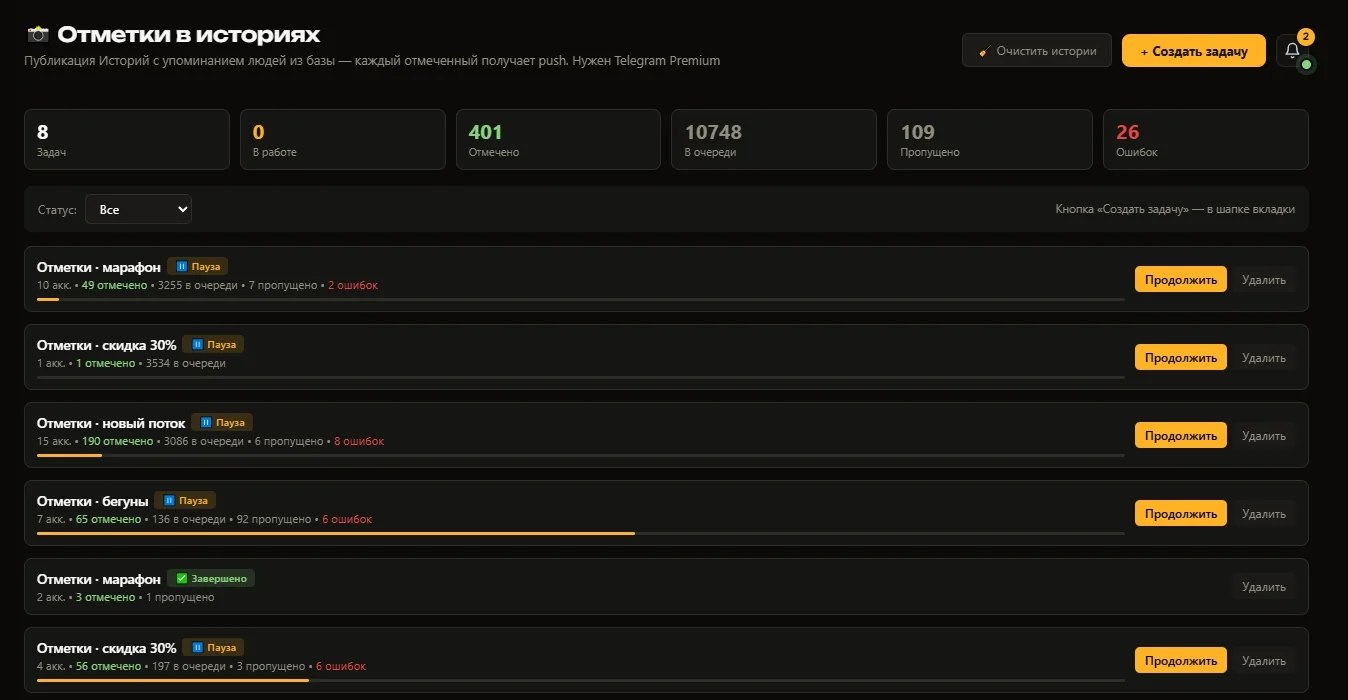 Отметки в историях
Публикация Историй с упоминанием людей из базы — каждый отмеченный получает push. Нужен Telegram Premium
Очистить истории
+ Создать задачу
2
8
Задач
0
В работе
401
Отмечено
10748
В очереди
109
Пропущено
26
Ошибок
Статус:
Все
Кнопка «Создать задачу» — в шапке вкладки
Отметки · марафон Пауза
10 акк. • 49 отмечено • 3255 в очереди • 7 пропущено • 2 ошибок
Продолжить
Удалить
Отметки · скидка 30% Пауза
1 акк. • 1 отмечено • 3534 в очереди
Продолжить
Удалить
Отметки · новый поток Пауза
15 акк. • 190 отмечено • 3086 в очереди • 6 пропущено • 8 ошибок
Продолжить
Удалить
Отметки · бегуны Пауза
7 акк. • 65 отмечено • 136 в очереди • 92 пропущено • 6 ошибок
Продолжить
Удалить
Отметки · марафон Завершено
2 акк. • 3 отмечено • 1 пропущено
Удалить
Отметки · скидка 30% Пауза
4 акк. • 56 отмечено • 197 в очереди • 3 пропущено • 6 ошибок
Продолжить
Удалить